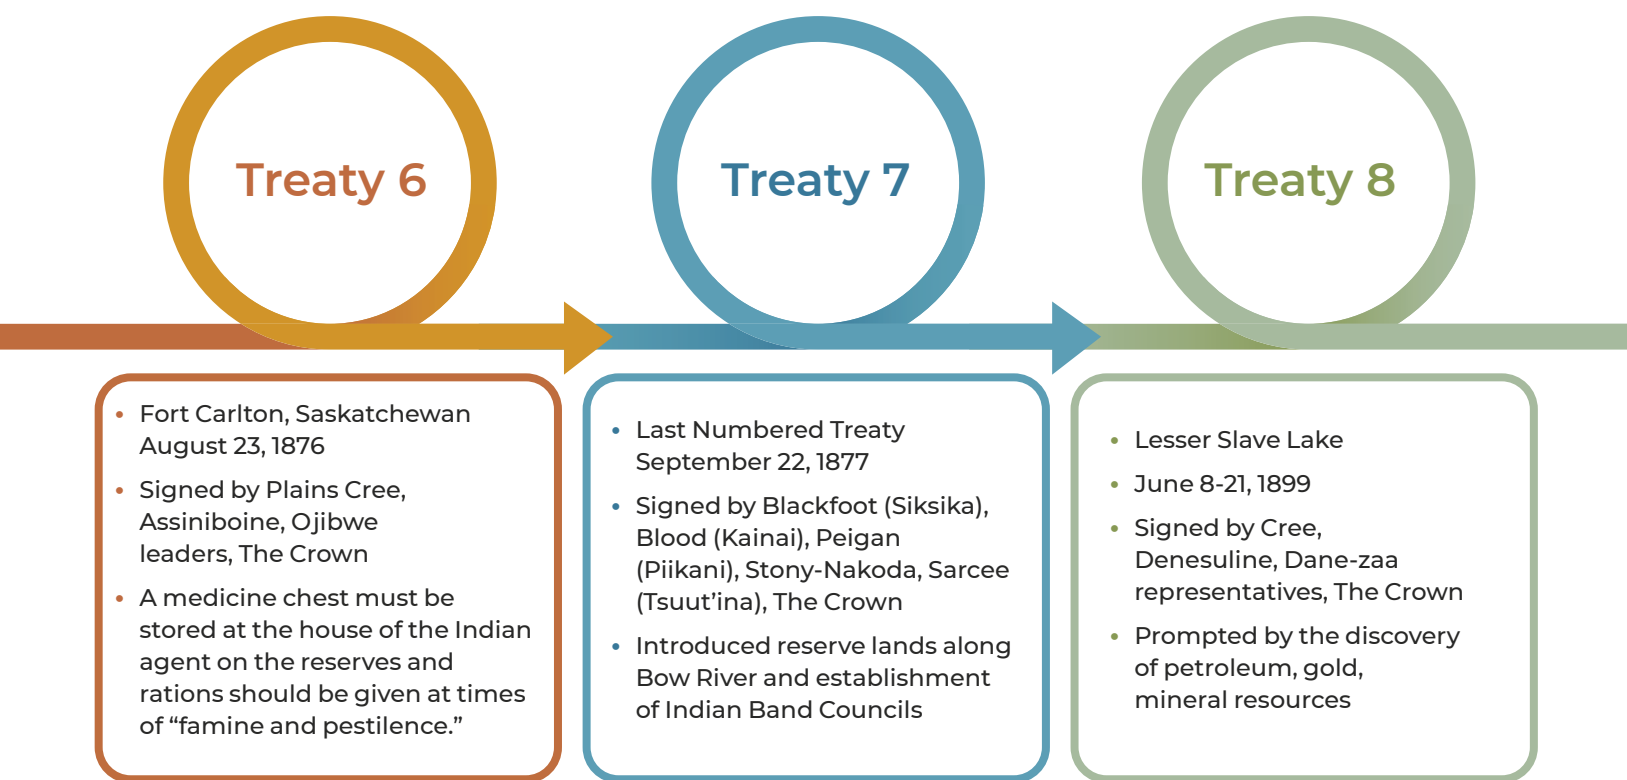 Treaty 6
• Fort Carlton, Saskatchewan
August 23, 1876
• Signed by Plains Cree,
Assiniboine, Ojibwe
leaders, The Crown
• A medicine chest must be
stored at the house of the Indian
agent on the reserves and
rations should be given at times
of “famine and pestilence.”
Treaty 7
• Last Numbered Treaty
September 22, 1877
• Signed by Blackfoot (Siksika),
Blood (Kainai), Peigan
(Piikani), Stony-Nakoda, Sarcee
(Tsuut’ina), The Crown
• Introduced reserve lands along
Bow River and establishment
of Indian Band Councils
Treaty 8
• Lesser Slave Lake
• June 8-21, 1899
• Signed by Cree,
Denesuline, Dane-zaa
representatives, The Crown
• Prompted by the discovery
of petroleum, gold,
mineral resources